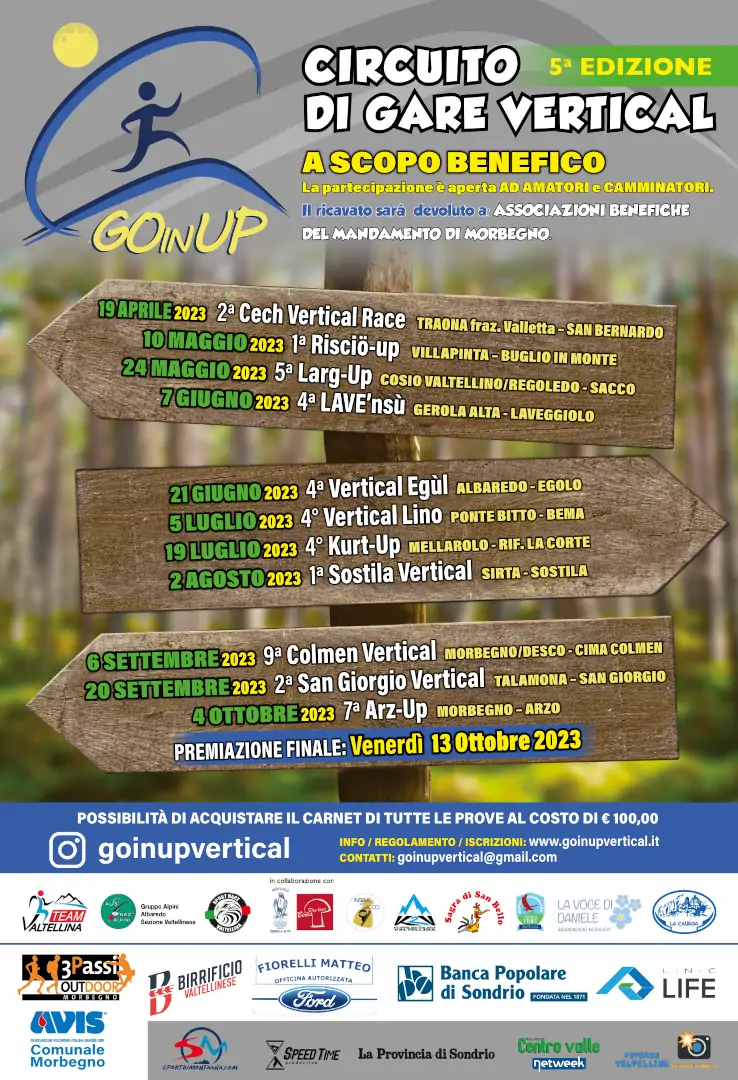 CIRCUITO
5ª EDIZIONE
DI GARE VERTICAL
A SCOPO BENEFICO
La partecipazione è aperta AD AMATORI e CAMMINATORI.
Il ricavato sarà devoluto a: ASSOCIAZIONI BENEFICHE
DEL MANDAMENTO DI MORBEGNO.
GOINUP
19 APRILE 2023 2ª Cech Vertical Race TRAONA fraz. Valletta – SAN BERNARDO
10 MAGGIO 2023 1ª Risciö-up VILLAPINTA – BUGLIO IN MONTE
24 MAGGIO 2023 5ª Larg-Up COSIO VALTELLINO/REGOLEDO - SACCO
7 GIUGNO 2023 4ª LAVE'nsù GEROLA ALTA - LAVEGGIOLO
21 GIUGNO 2023 4ª Vertical Egùl ALBAREDO - EGOLO
5 LUGLIO 2023 4° Vertical Lino PONTE BITTO - BEMA
19 LUGLIO 2023 4° Kurt-Up MELLAROLO - RIF. LA CORTE
2 AGOSTO 2023 1ª Sostila Vertical SIRTA - SOSTILA
6 SETTEMBRE 2023 9ª Colmen Vertical MORBEGNO/DESCO - CIMA COLMEN
20 SETTEMBRE 2023 2ª San Giorgio Vertical TALAMONA – SAN GIORGIO
4 OTTOBRE 2023 7ª Arz-Up MORBEGNO – ARZO
PREMIAZIONE FINALE: Venerdì 13 Ottobre 2023
POSSIBILITÀ DI ACQUISTARE IL CARNET DI TUTTE LE PROVE AL COSTO DI € 100,00
goinupvertical
INFO / REGOLAMENTO / ISCRIZIONI: www.goinupvertical.it
CONTATTI: goinupvertical@gmail.com
in collaborazione con:
TEAM
VALTELLINA
Gruppo Alpini
Albaredo
Sezione Valtellinese
VALTELLINA
Sagra di San Bello
LA VOCE DI
DANIELE
3Passi
OUTDOOR
MORBEGNO
BIRRIFICIO
VALTELLINESE
FIORELLI MATTEO
OFFICINA AUTORIZZATA
Ford
Banca Popolare
di Sondrio
FONDATA NEL 1871
LIFE
AVIS
Comunale
Morbegno
SM
SPORTDIMONTAGNA.COM
SPEED TIME
production
La Provincia di Sondrio
Centro valle
netweek